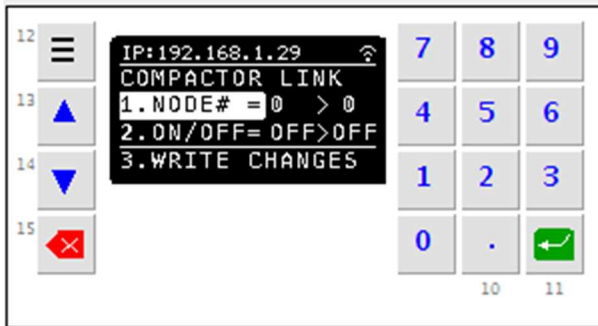 12
IP:192.168.1.29
7 8 9
COMPACTOR LINK
13
1.NODE# =0 > 0
4 5 6
2.ON/OFF= OFF>OFF
14
3.WRITE CHANGES
1 2 3
15
0 .
10 11